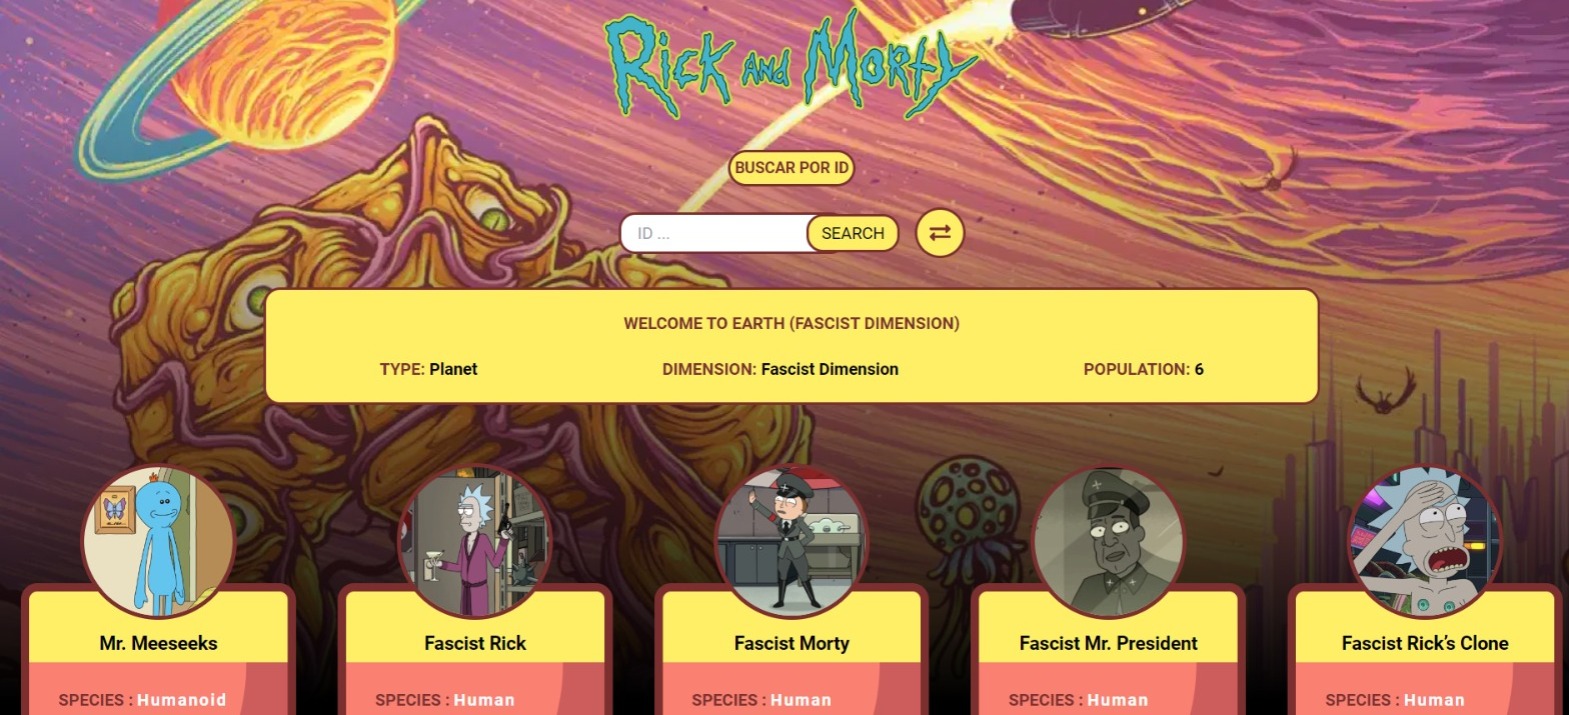 Rick and Morty
BUSCAR POR ID
ID ...
SEARCH
WELCOME TO EARTH (FASCIST DIMENSION)
TYPE: Planet
DIMENSION: Fascist Dimension
POPULATION: 6
Mr. Meeseeks
Fascist Rick
Fascist Morty
Fascist Mr. President
Fascist Rick’s Clone
SPECIES : Humanoid
SPECIES : Human
SPECIES : Human
SPECIES : Human
SPECIES : Human